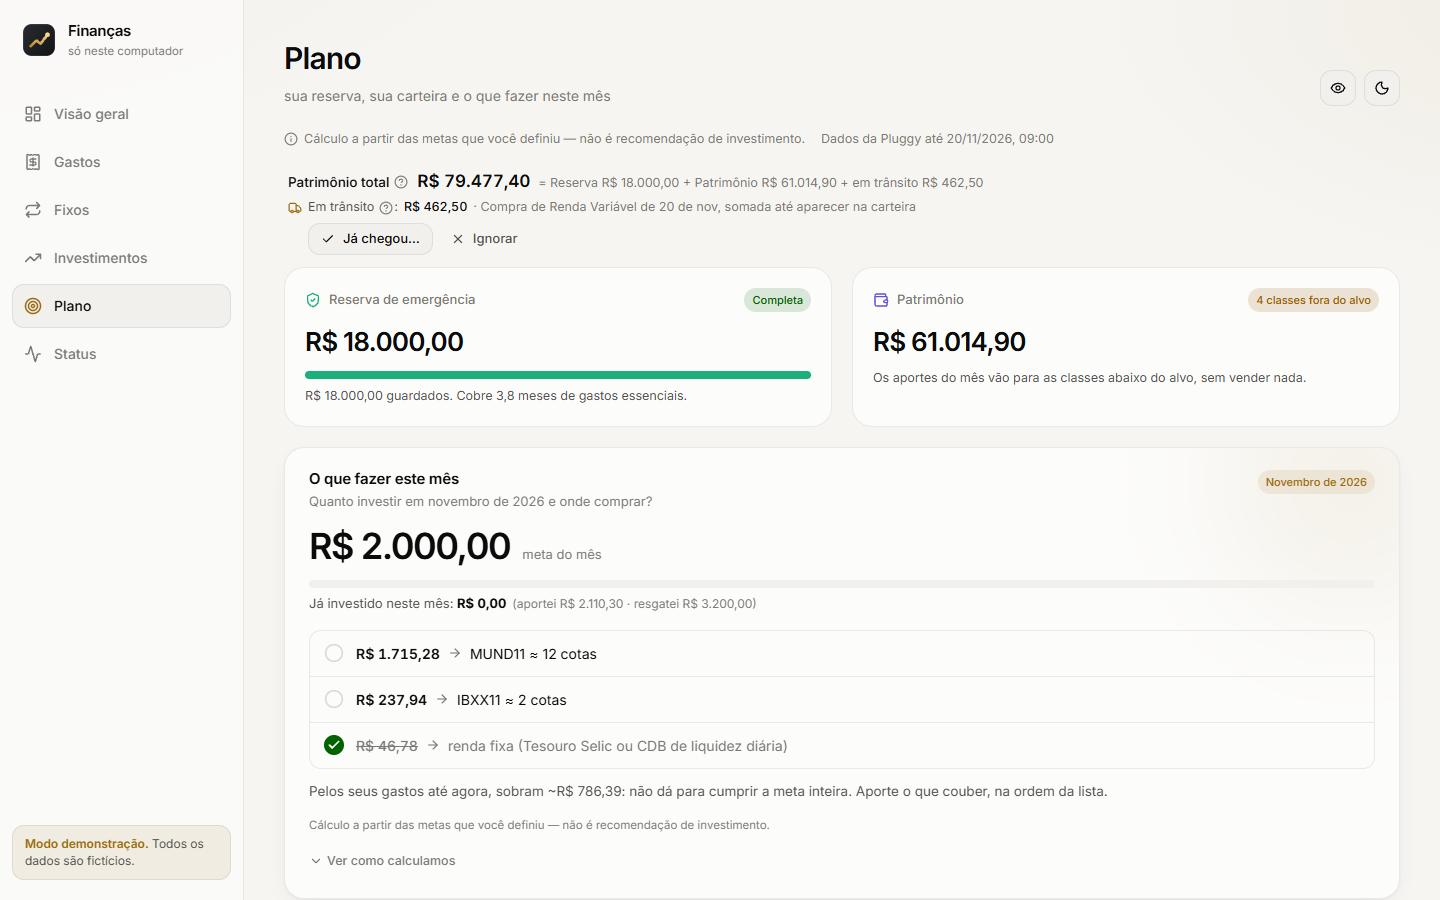 Finanças
só neste computador
Visão geral
Gastos
Fixos
Investimentos
Plano
Status
Modo demonstração. Todos os
dados são fictícios.
Plano
sua reserva, sua carteira e o que fazer neste mês
Cálculo a partir das metas que você definiu — não é recomendação de investimento. Dados da Pluggy até 20/11/2026, 09:00
Patrimônio total ? R$ 79.477,40 = Reserva R$ 18.000,00 + Patrimônio R$ 61.014,90 + em trânsito R$ 462,50
Em trânsito ?: R$ 462,50 · Compra de Renda Variável de 20 de nov, somada até aparecer na carteira
Já chegou... Ignorar
Reserva de emergência Completa
R$ 18.000,00
R$ 18.000,00 guardados. Cobre 3,8 meses de gastos essenciais.
Patrimônio 4 classes fora do alvo
R$ 61.014,90
Os aportes do mês vão para as classes abaixo do alvo, sem vender nada.
O que fazer este mês Novembro de 2026
Quanto investir em novembro de 2026 e onde comprar?
R$ 2.000,00 meta do mês
Já investido neste mês: R$ 0,00 (aportei R$ 2.110,30 · resgatei R$ 3.200,00)
R$ 1.715,28 → MUND11 ≈ 12 cotas
R$ 237,94 → IBXX11 ≈ 2 cotas
R$ 46,78 → renda fixa (Tesouro Selic ou CDB de liquidez diária)
Pelos seus gastos até agora, sobram ~R$ 786,39: não dá para cumprir a meta inteira. Aporte o que couber, na ordem da lista.
Cálculo a partir das metas que você definiu — não é recomendação de investimento.
Ver como calculamos